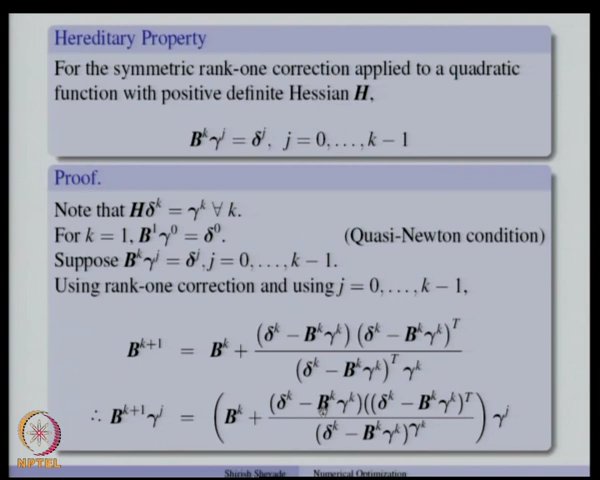 Hereditary Property
For the symmetric rank-one correction applied to a quadratic
function with positive definite Hessian H,
B^k γ^j = δ^j, j = 0, . . . , k − 1
Proof.
Note that Hδ^k = γ^k ∀ k.
For k = 1, B^1 γ^0 = δ^0. (Quasi-Newton condition)
Suppose B^k γ^j = δ^j, j = 0, . . . , k − 1.
Using rank-one correction and using j = 0, . . . , k − 1,
B^{k+1} = B^k + (δ^k − B^k γ^k) (δ^k − B^k γ^k)^T / (δ^k − B^k γ^k)^T γ^k
∴ B^{k+1} γ^j = (B^k + (δ^k − B^k γ^k)((δ^k − B^k γ^k)^T / (δ^k − B^k γ^k)γ^k) γ^j
NPTEL
Shirish Shevade Numerical Optimization